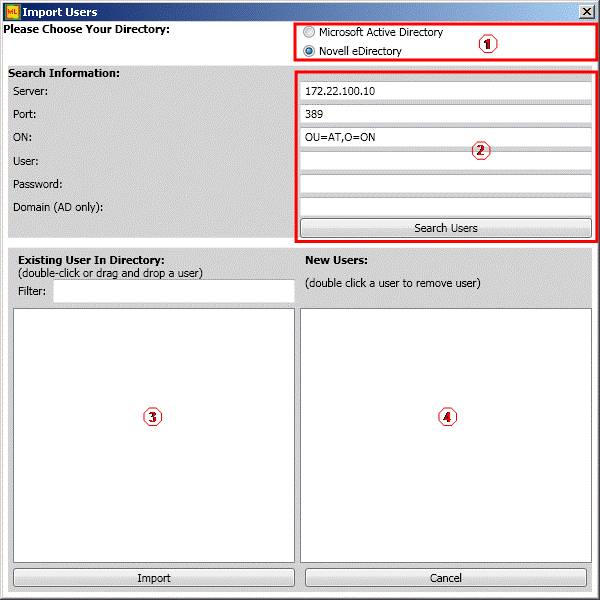 ML Import Users
Please Choose Your Directory:
Microsoft Active Directory
Novell eDirectory
1
Search Information:
Server: 172.22.100.10
Port: 389
ON: OU=AT,O=ON
2
User:
Password:
Domain (AD only):
Search Users
Existing User In Directory:
(double-click or drag and drop a user)
Filter:
New Users:
(double click a user to remove user)
3
4
Import
Cancel